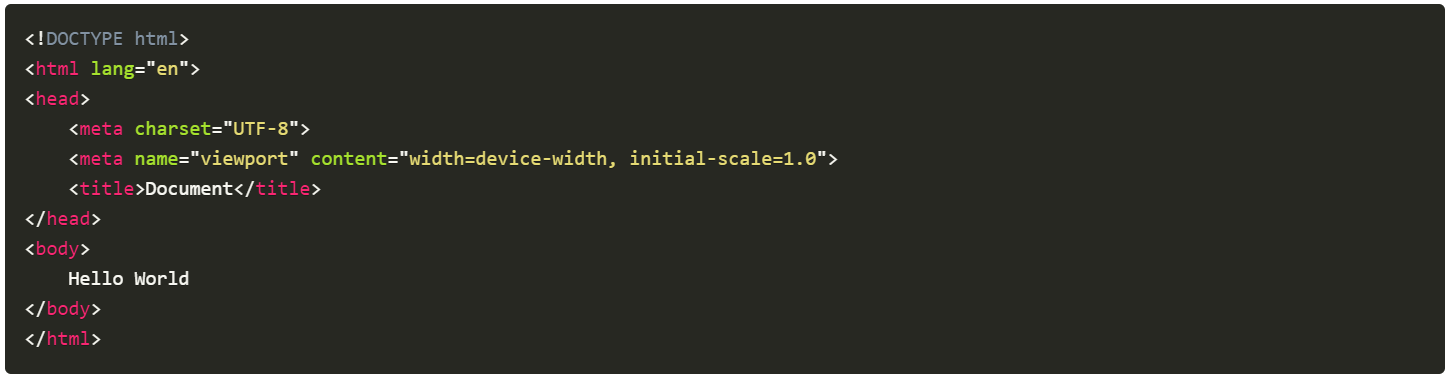 <!DOCTYPE html>
<html lang="en">
<head>
    <meta charset="UTF-8">
    <meta name="viewport" content="width=device-width, initial-scale=1.0">
    <title>Document</title>
</head>
<body>
    Hello World
</body>
</html>